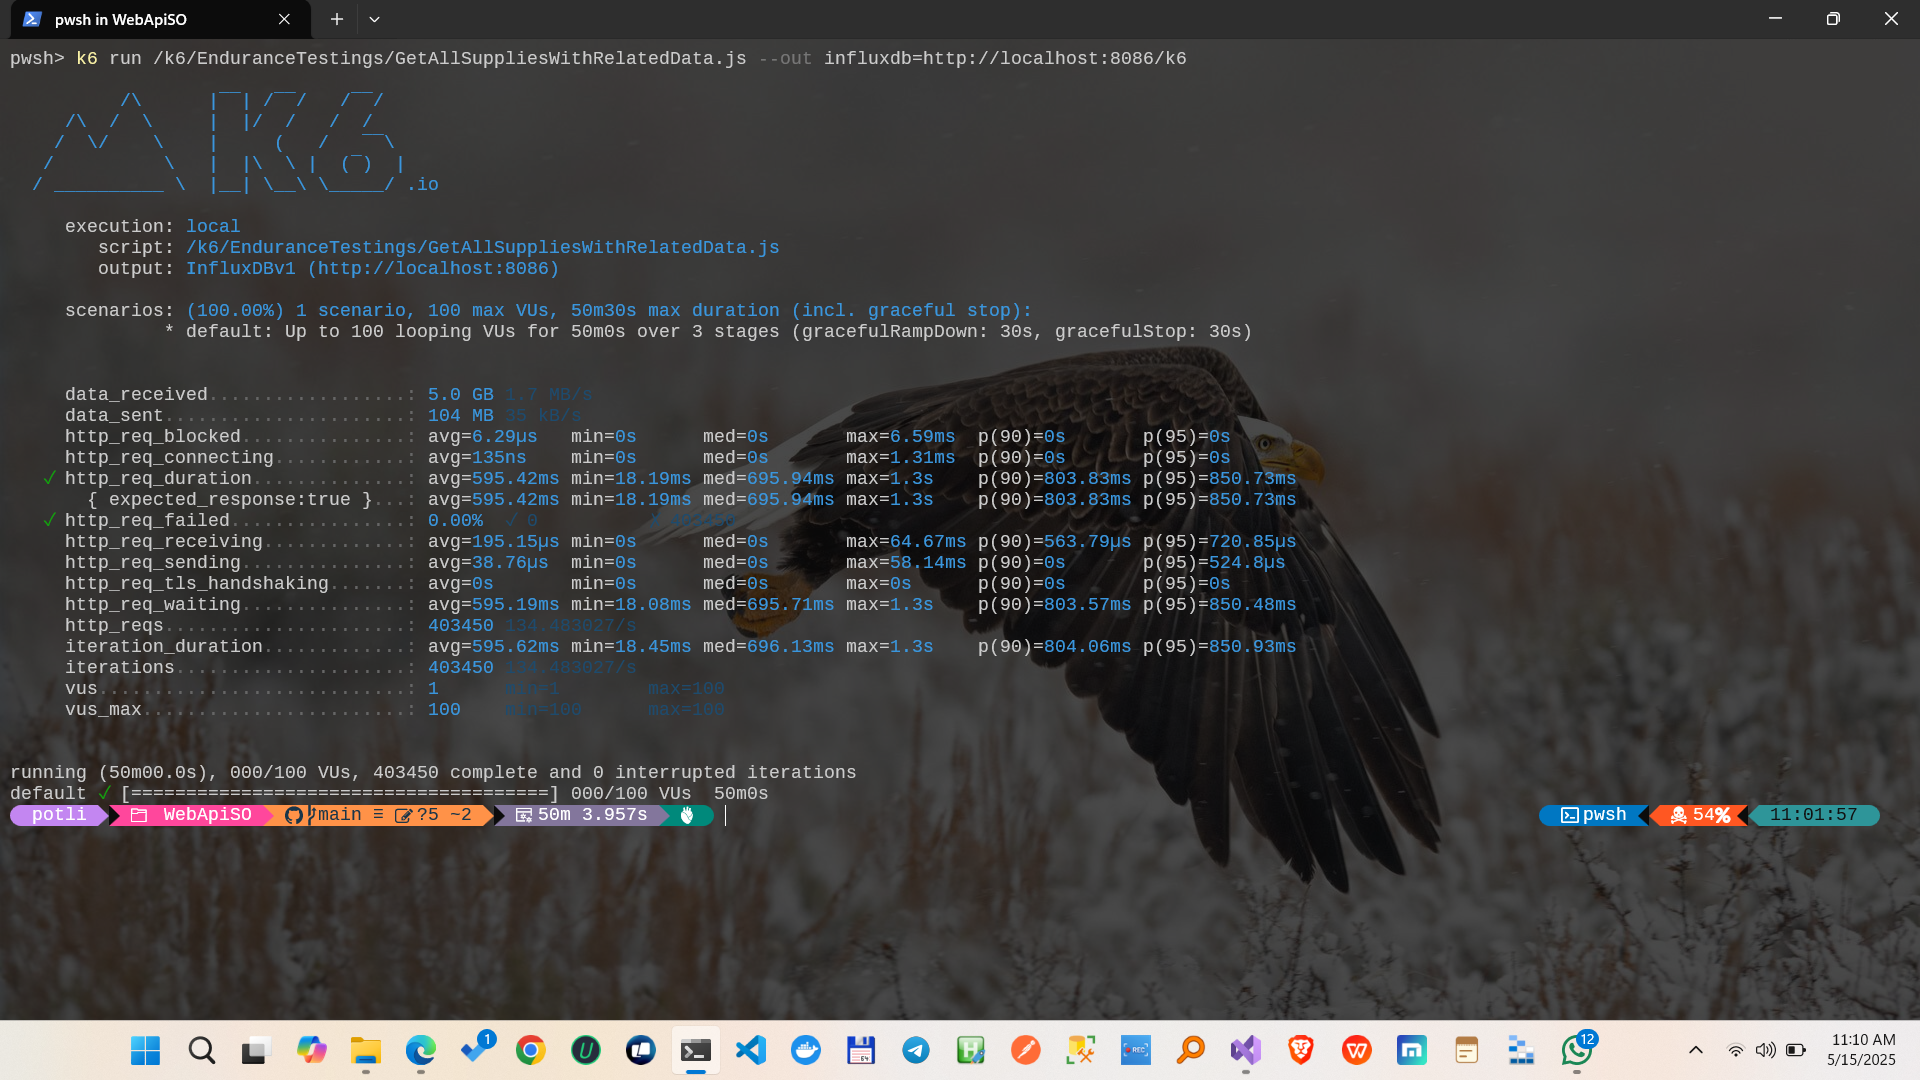 pwsh in WebApiSO
pwsh> k6 run /k6/EnduranceTestings/GetAllSuppliesWithRelatedData.js --out influxdb=http://localhost:8086/k6
.io
execution: local
script: /k6/EnduranceTestings/GetAllSuppliesWithRelatedData.js
output: InfluxDBv1 (http://localhost:8086)
scenarios: (100.00%) 1 scenario, 100 max VUs, 50m30s max duration (incl. graceful stop):
* default: Up to 100 looping VUs for 50m0s over 3 stages (gracefulRampDown: 30s, gracefulStop: 30s)
data_received..................: 5.0 GB 1.7 MB/s
data_sent......................: 104 MB 35 kB/s
http_req_blocked...............: avg=6.29µs min=0s med=0s max=6.59ms p(90)=0s p(95)=0s
http_req_connecting............: avg=135ns min=0s med=0s max=1.31ms p(90)=0s p(95)=0s
✓ http_req_duration..............: avg=595.42ms min=18.19ms med=695.94ms max=1.3s p(90)=803.83ms p(95)=850.73ms
{ expected_response:true }...: avg=595.42ms min=18.19ms med=695.94ms max=1.3s p(90)=803.83ms p(95)=850.73ms
✓ http_req_failed................: 0.00% ✓ 0 ✗ 403450
http_req_receiving.............: avg=195.15µs min=0s med=0s max=64.67ms p(90)=563.79µs p(95)=720.85µs
http_req_sending...............: avg=38.76µs min=0s med=0s max=58.14ms p(90)=0s p(95)=524.8µs
http_req_tls_handshaking.......: avg=0s min=0s med=0s max=0s p(90)=0s p(95)=0s
http_req_waiting...............: avg=595.19ms min=18.08ms med=695.71ms max=1.3s p(90)=803.57ms p(95)=850.48ms
http_reqs......................: 403450 134.483027/s
iteration_duration.............: avg=595.62ms min=18.45ms med=696.13ms max=1.3s p(90)=804.06ms p(95)=850.93ms
iterations.....................: 403450 134.483027/s
vus............................: 1 min=1 max=100
vus_max........................: 100 min=100 max=100
running (50m00.0s), 000/100 VUs, 403450 complete and 0 interrupted iterations
default ✓ [======================================] 000/100 VUs 50m0s
potli WebApiSO main ≡ ?5 ~2 50m 3.957s pwsh 54% 11:01:57
1
64
REC
12
11:10 AM
5/15/2025